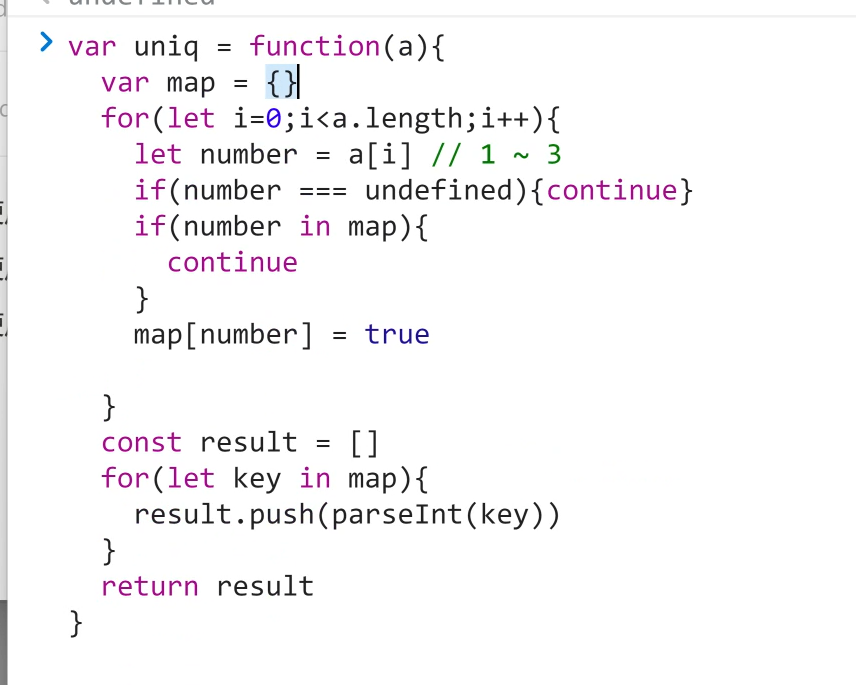 undefined
var uniq = function(a){
  var map = {}
  for(let i=0;i<a.length;i++){
    let number = a[i] // 1 ~ 3
    if(number === undefined){continue}
    if(number in map){
      continue
    }
    map[number] = true
  }
  const result = []
  for(let key in map){
    result.push(parseInt(key))
  }
  return result
}